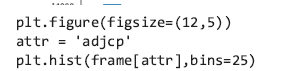 plt.figure(figsize=(12,5))
attr = 'adjcp'
plt.hist(frame[attr],bins=25)